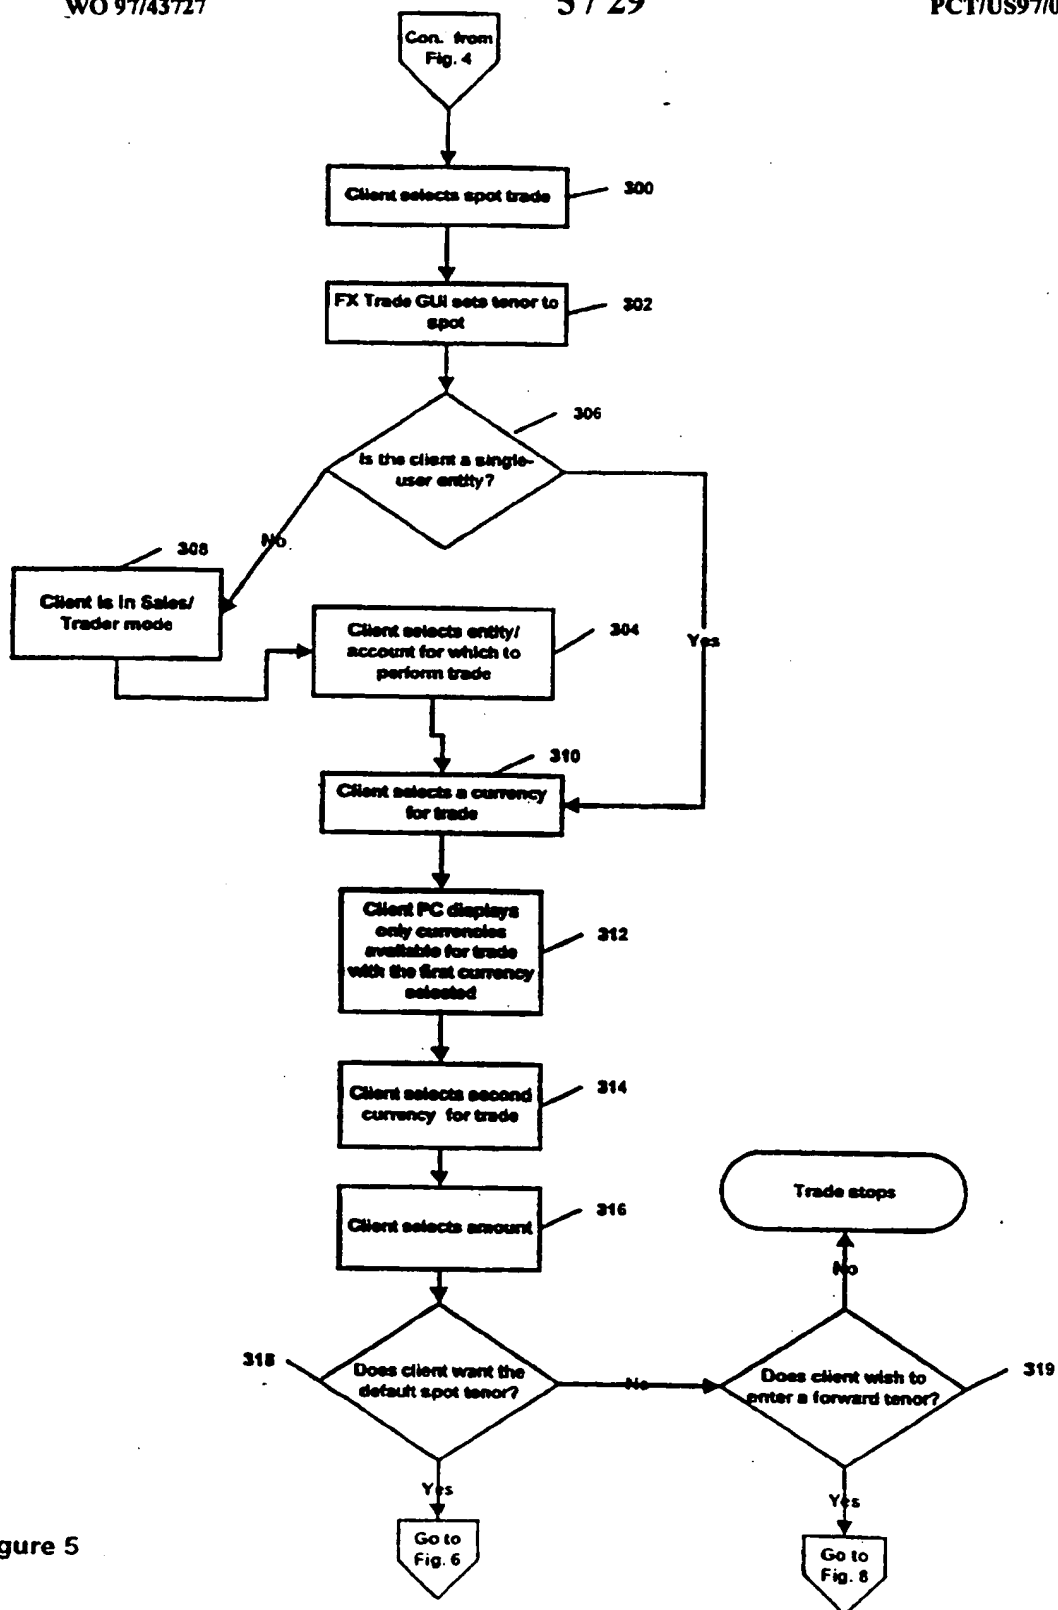 WO 97/43727
5 / 29
PCT/US97/0
Con. from
Fig. 4
Client selects spot trade
300
FX Trade GUI sets tenor to
spot
302
306
Is the client a single-
user entity?
No
308
Client is in Sales/
Trader mode
Client selects entity/
account for which to
perform trade
304
Yes
310
Client selects a currency
for trade
Client PC displays
only currencies
available for trade
with the first currency
selected
312
Client selects second
currency for trade
314
Client selects amount
316
Trade stops
No
318
Does client want the
default spot tenor?
No
Does client wish to
enter a forward tenor?
319
Yes
Yes
Go to
Fig. 6
Go to
Fig. 8
gure 5